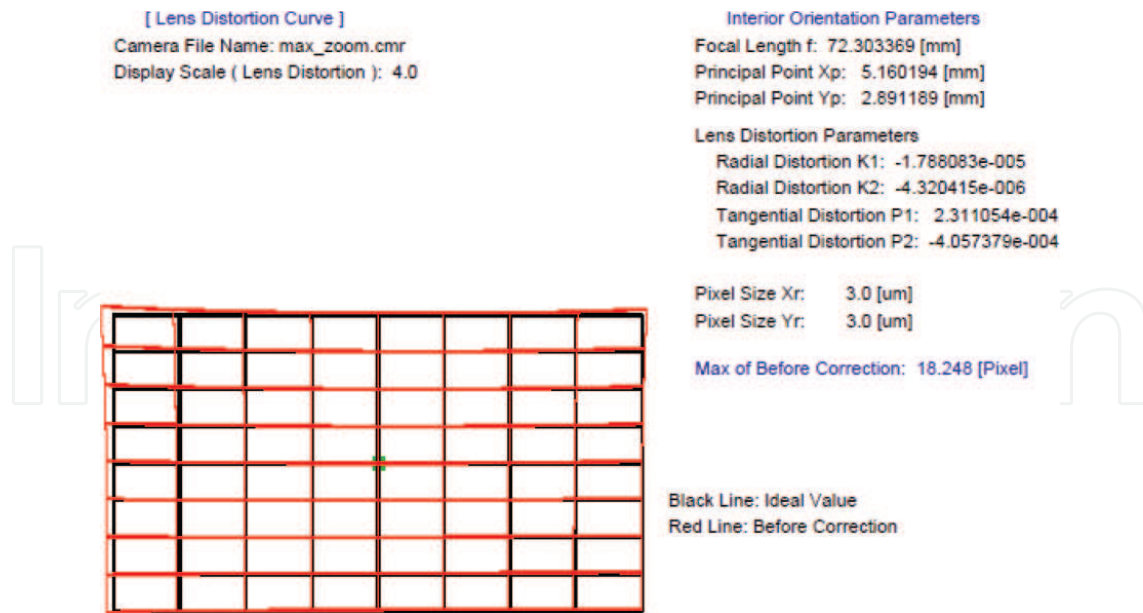 [ Lens Distortion Curve ]
Camera File Name: max_zoom.cmr
Display Scale ( Lens Distortion ): 4.0
Interior Orientation Parameters
Focal Length f: 72.303369 [mm]
Principal Point Xp: 5.160194 [mm]
Principal Point Yp: 2.891189 [mm]
Lens Distortion Parameters
Radial Distortion K1: -1.788083e-005
Radial Distortion K2: -4.320415e-006
Tangential Distortion P1: 2.311054e-004
Tangential Distortion P2: -4.057379e-004
Pixel Size Xr: 3.0 [um]
Pixel Size Yr: 3.0 [um]
Max of Before Correction: 18.248 [Pixel]
Black Line: Ideal Value
Red Line: Before Correction